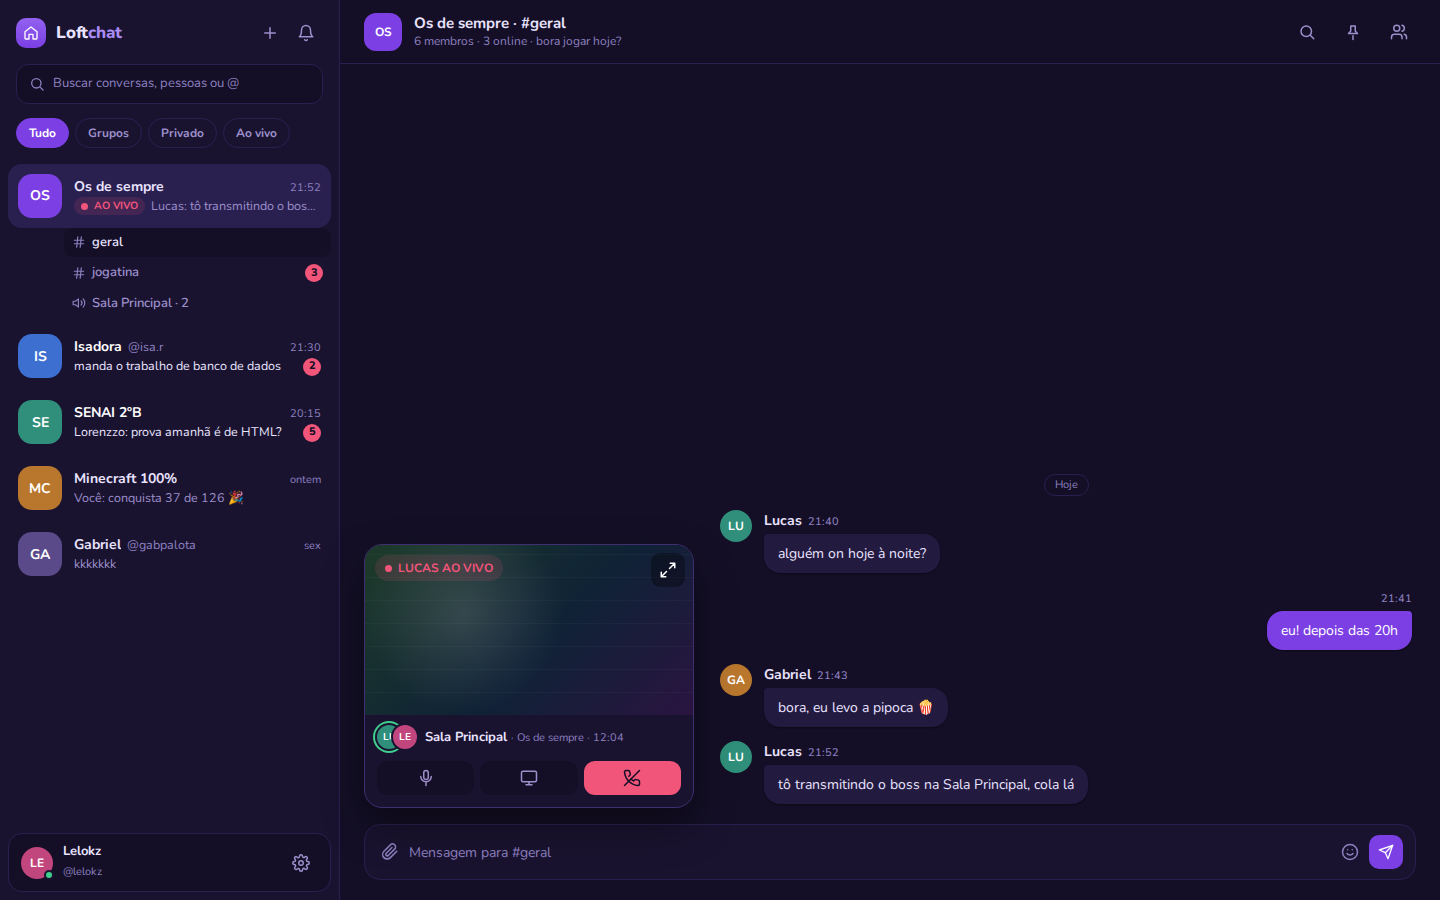 Loftchat
Buscar conversas, pessoas ou @
Tudo
Grupos
Privado
Ao vivo
OS
Os de sempre
21:52
AO VIVO
Lucas: tô transmitindo o bos...
geral
jogatina
3
Sala Principal · 2
IS
Isadora @isa.r
21:30
manda o trabalho de banco de dados
2
SE
SENAI 2ºB
20:15
Lorenzzo: prova amanhã é de HTML?
5
MC
Minecraft 100%
ontem
Você: conquista 37 de 126 🎉
GA
Gabriel @gabpalota
sex
kkkkkkk
LE
Lelokz
@lelokz
OS
Os de sempre · #geral
6 membros · 3 online · bora jogar hoje?
Hoje
LU
Lucas 21:40
alguém on hoje à noite?
21:41
eu! depois das 20h
GA
Gabriel 21:43
bora, eu levo a pipoca 🍿
LU
Lucas 21:52
tô transmitindo o boss na Sala Principal, cola lá
LUCAS AO VIVO
LE
Sala Principal · Os de sempre · 12:04
Mensagem para #geral